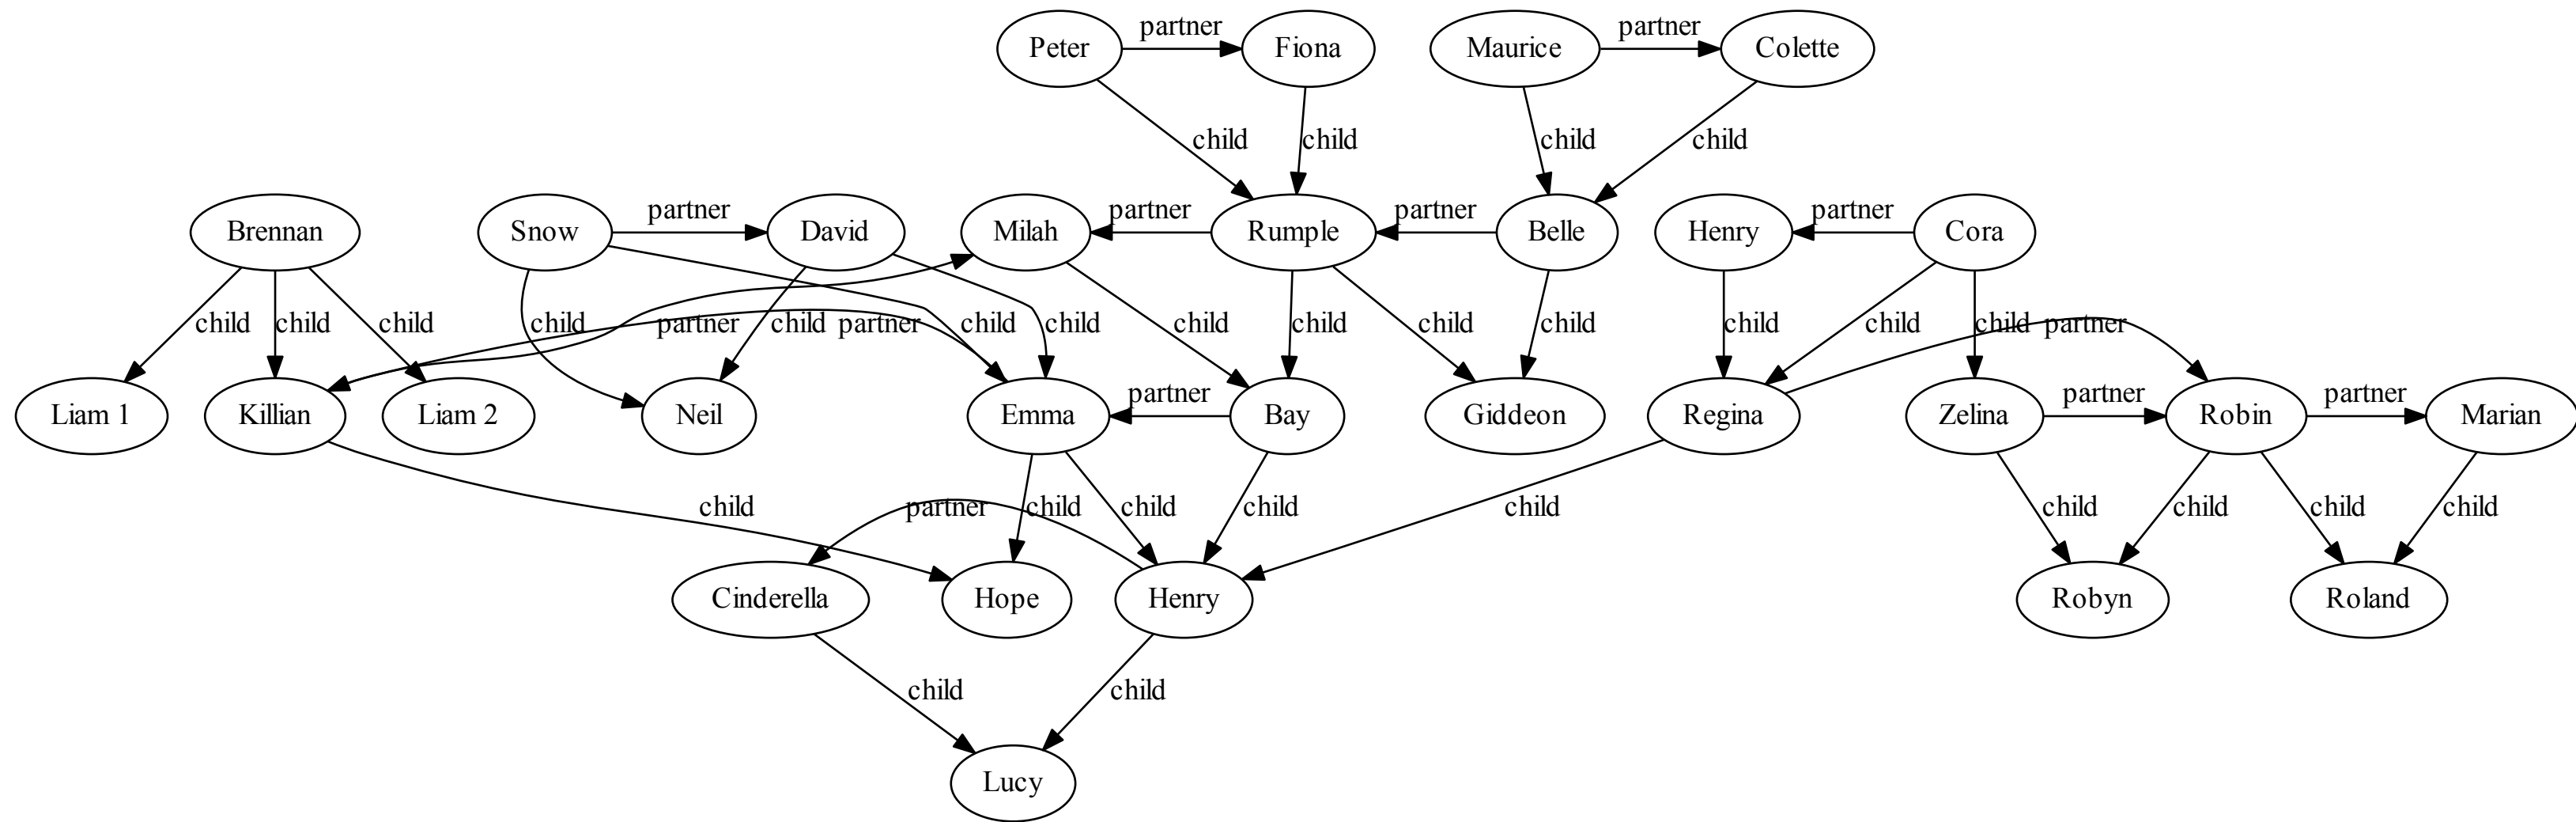 partner
partner
Peter
Fiona
Maurice
Colette
child
child
child
child
partner
partner
partner
partner
Brennan
Snow
David
Milah
Rumple
Belle
Henry
Cora
child
child
child
child
partner
child
partner
child
child
child
child
child
child
child
child
child
partner
partner
partner
partner
Liam 1
Killian
Liam 2
Neil
Emma
Bay
Giddeon
Regina
Zelina
Robin
Marian
child
partner
child
child
child
child
child
child
child
child
Cinderella
Hope
Henry
Robyn
Roland
child
child
Lucy